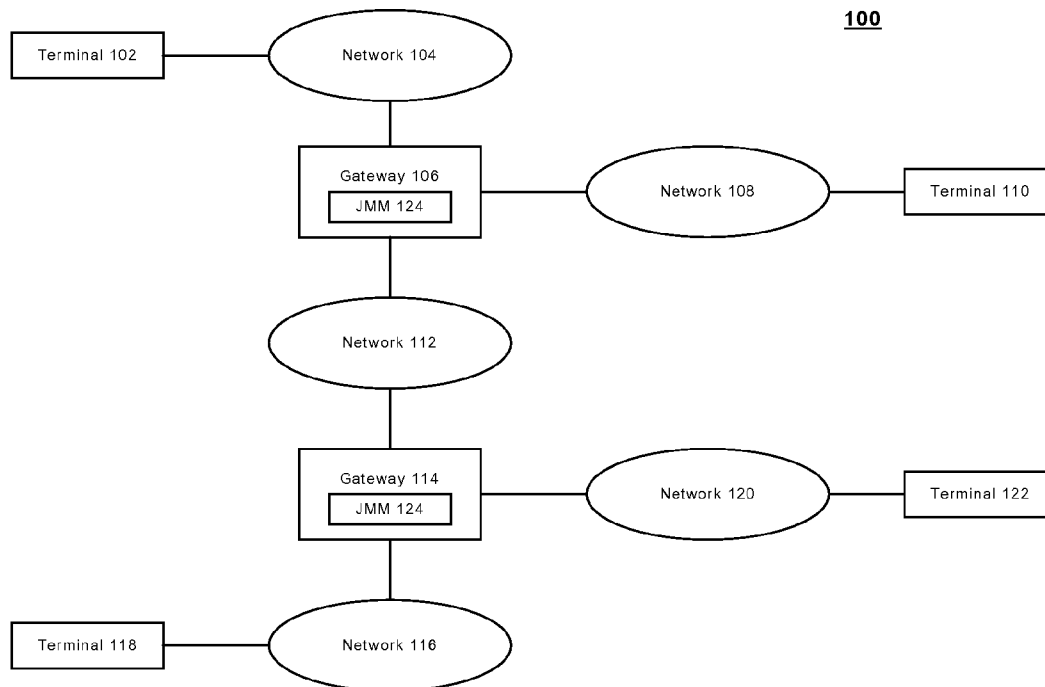 100
Terminal 102
Network 104
Gateway 106
JMM 124
Network 108
Terminal 110
Network 112
Gateway 114
JMM 124
Network 120
Terminal 122
Terminal 118
Network 116